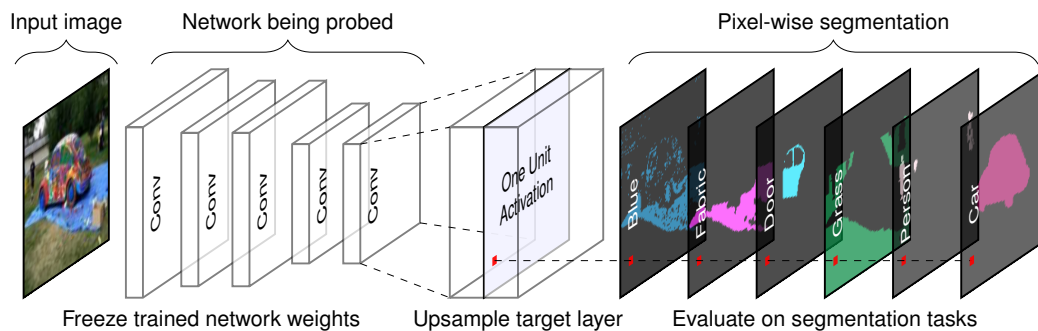 Input image
Network being probed
Pixel-wise segmentation
Conv
Conv
Conv
Conv
Conv
One Unit
Activation
Blue
Fabric
Door
Grass
Person
Car
Freeze trained network weights
Upsample target layer
Evaluate on segmentation tasks